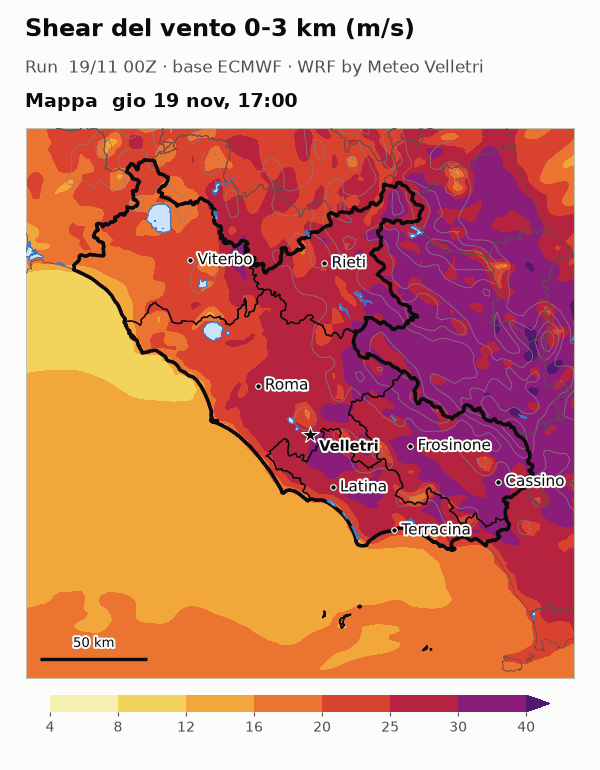 Shear del vento 0-3 km (m/s)
Run 19/11 00Z · base ECMWF · WRF by Meteo Velletri
Mappa gio 19 nov, 17:00
Viterbo
Rieti
Roma
Velletri
Frosinone
Latina
Cassino
Terracina
50 km
4 8 12 16 20 25 30 40